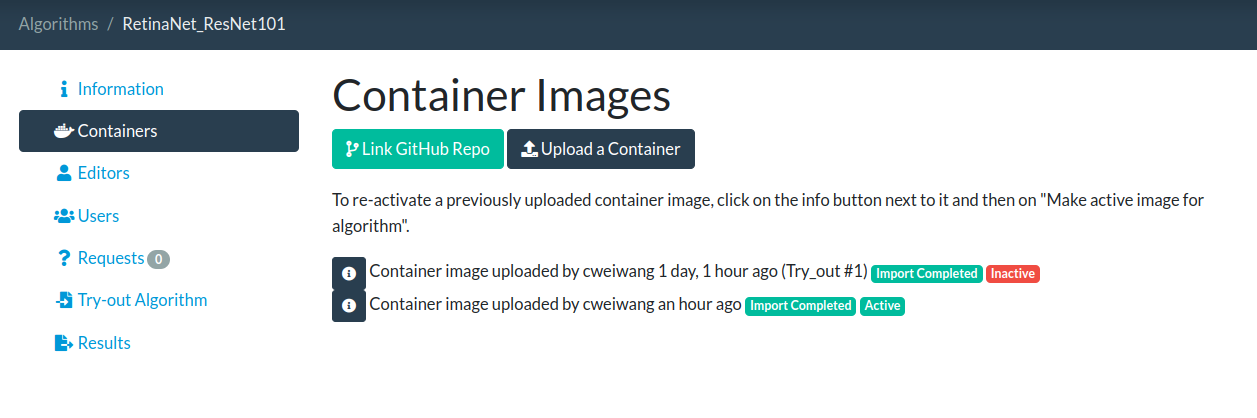 Algorithms / RetinaNet_ResNet101
Information
Containers
Editors
Users
Requests 0
Try-out Algorithm
Results
Container Images
Link GitHub Repo Upload a Container
To re-activate a previously uploaded container image, click on the info button next to it and then on "Make active image for
algorithm".
Container image uploaded by cweiwang 1 day, 1 hour ago (Try_out #1) Import Completed Inactive
Container image uploaded by cweiwang an hour ago Import Completed Active